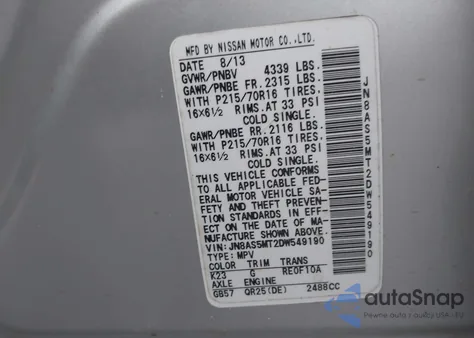 MFD BY NISSAN MOTOR CO.,LTD.
DATE 8/13
GVWR/PNBV 4339 LBS.
GAWR/PNBE FR. 2315 LBS.
WITH P215/70R16 TIRES.
16X6½ RIMS.AT 33 PSI
COLD SINGLE.
GAWR/PNBE RR. 2116 LBS.
WITH P215/70R16 TIRES.
16X6½ RIMS.AT 33 PSI
COLD SINGLE.
THIS VEHICLE CONFORMS
TO ALL APPLICABLE FED-
ERAL MOTOR VEHICLE SA-
FETY AND THEFT PREVEN-
TION STANDARDS IN EFF-
ECT ON THE DATE OF MA-
NUFACTURE SHOWN ABOVE.
VIN: JN8AS5MT2DW549190
MPV
COLOR TRIM TRANS
K23 G RE0F10A
AXLE ENGINE
GB57 QR25(DE) 2488CC
JN8AS5MT2DW549190
autoSnap
Pewne auto z USA - EV